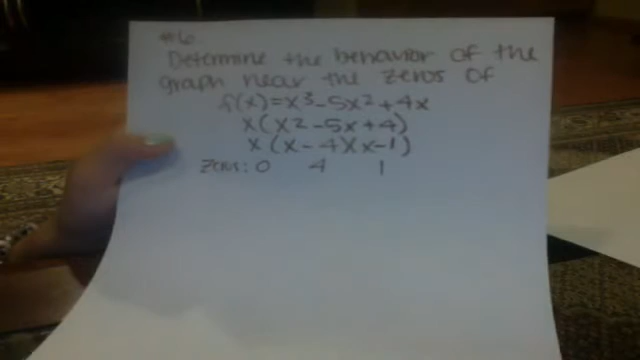 #6
Determine the behavior of the
graph near the zeros of
f(x)=x³-5x²+4x
x(x2-5x+4)
x(x-4)(x-1)
zeros: 0 4 1